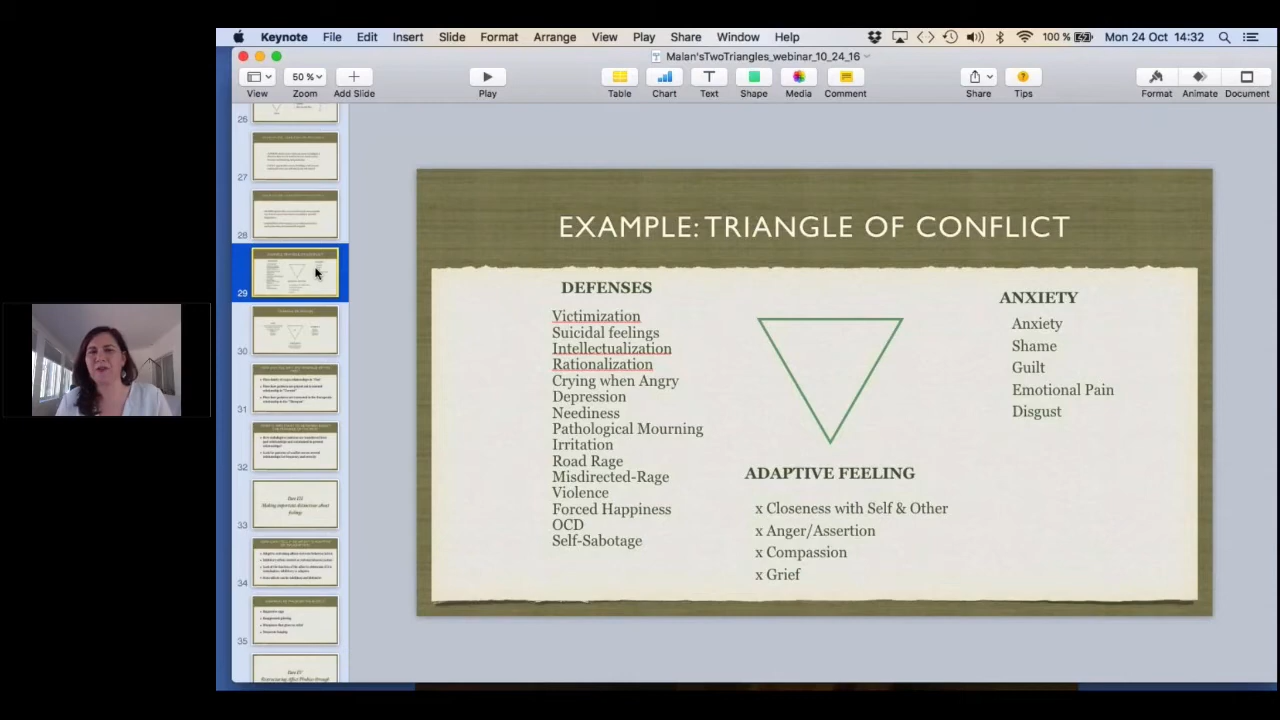 Keynote File Edit Insert Slide Format Arrange View Play Share Window Help 100 % Mon 24 Oct 14:32
Malan'sTwoTriangles_webinar_10_24_16
50 %
View Zoom Add Slide Play Table Chart Text Shape Media Comment Share Tips Format Animate Document
26
27
28
29
30
31
32
33
34
35
EXAMPLE: TRIANGLE OF CONFLICT
DEFENSES
Victimization
Suicidal feelings
Intellectualization
Rationalization
Crying when Angry
Depression
Neediness
Pathological Mourning
Irritation
Road Rage
Misdirected-Rage
Violence
Forced Happiness
OCD
Self-Sabotage
ANXIETY
Anxiety
Shame
Guilt
Emotional Pain
Disgust
ADAPTIVE FEELING
x Closeness with Self & Other
x Anger/Assertion
x Compassion
x Grief